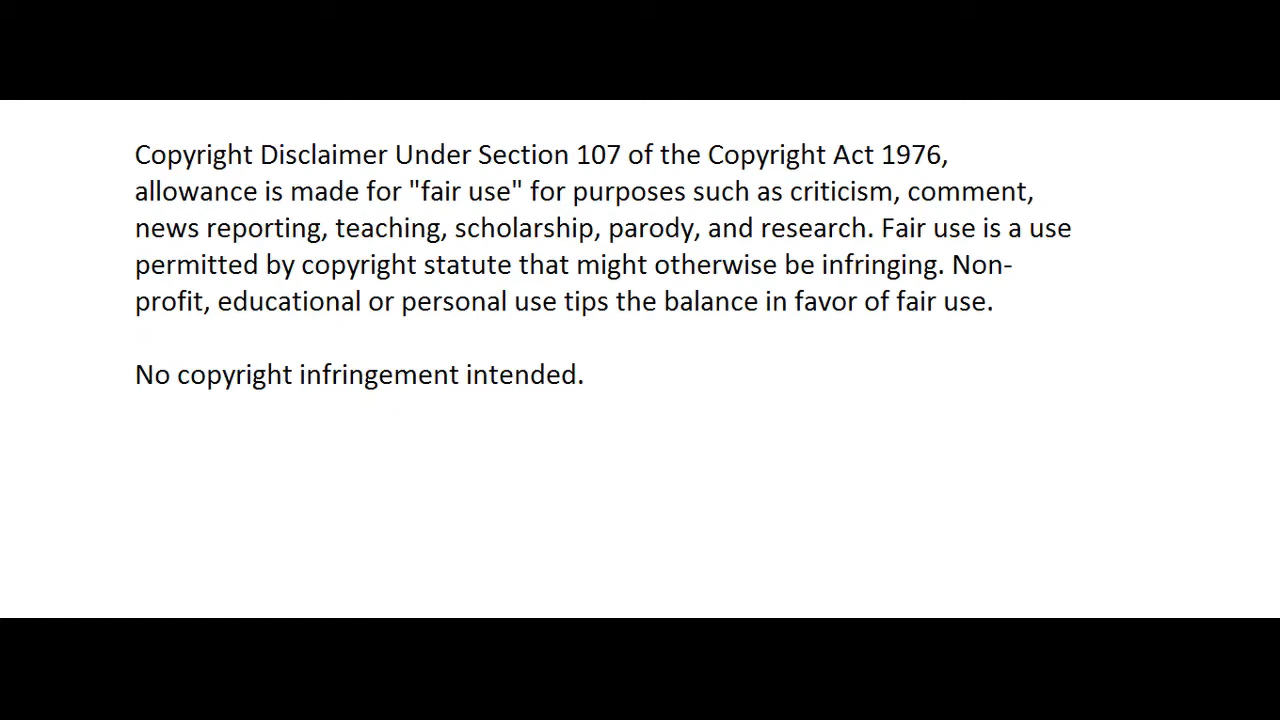 Copyright Disclaimer Under Section 107 of the Copyright Act 1976,
allowance is made for "fair use" for purposes such as criticism, comment,
news reporting, teaching, scholarship, parody, and research. Fair use is a use
permitted by copyright statute that might otherwise be infringing. Non-
profit, educational or personal use tips the balance in favor of fair use.
No copyright infringement intended.